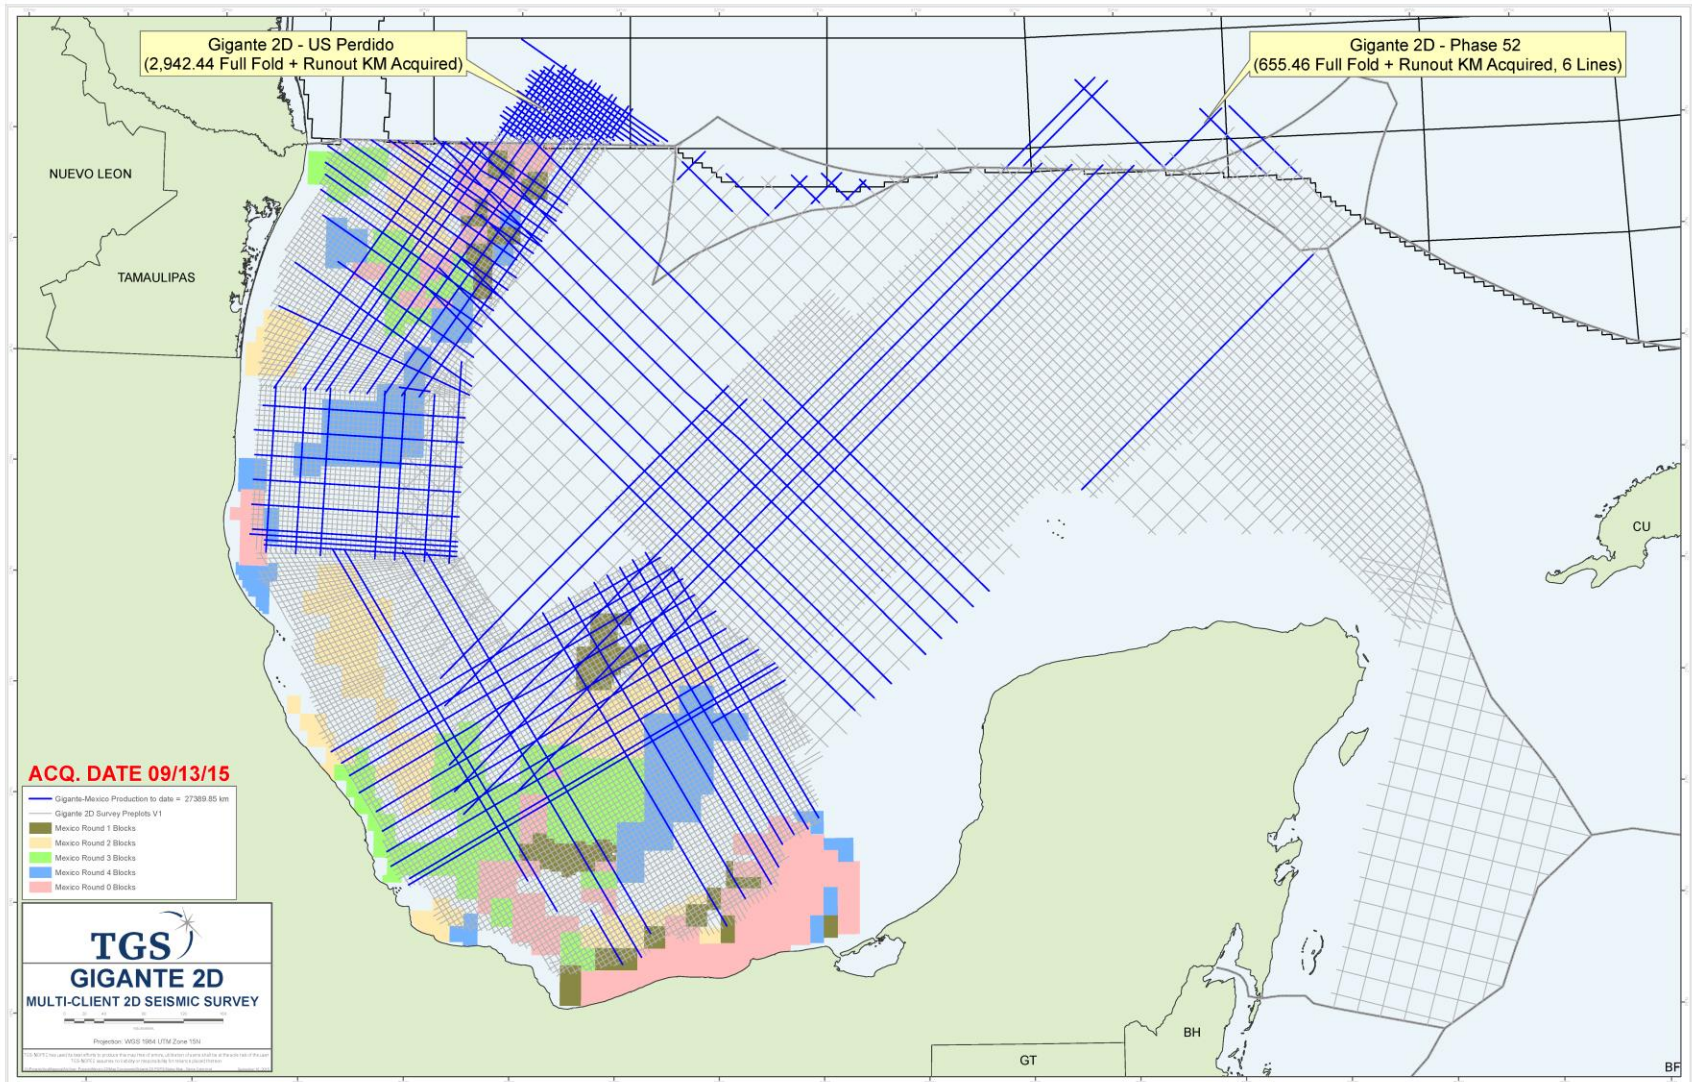 Gigante 2D - US Perdido
(2,942.44 Full Fold + Runout KM Acquired)
Gigante 2D - Phase 52
(655.46 Full Fold + Runout KM Acquired, 6 Lines)
NUEVO LEON
TAMAULIPAS
CU
ACQ. DATE 09/13/15
Gigante-Mexico Production to date = 27389.85 km
Gigante 2D Survey Preplots V1
Mexico Round 1 Blocks
Mexico Round 2 Blocks
Mexico Round 3 Blocks
Mexico Round 4 Blocks
Mexico Round 0 Blocks
TGS
GIGANTE 2D
MULTI-CLIENT 2D SEISMIC SURVEY
Projection: WGS 1984 UTM Zone 15N
BH
GT
BF